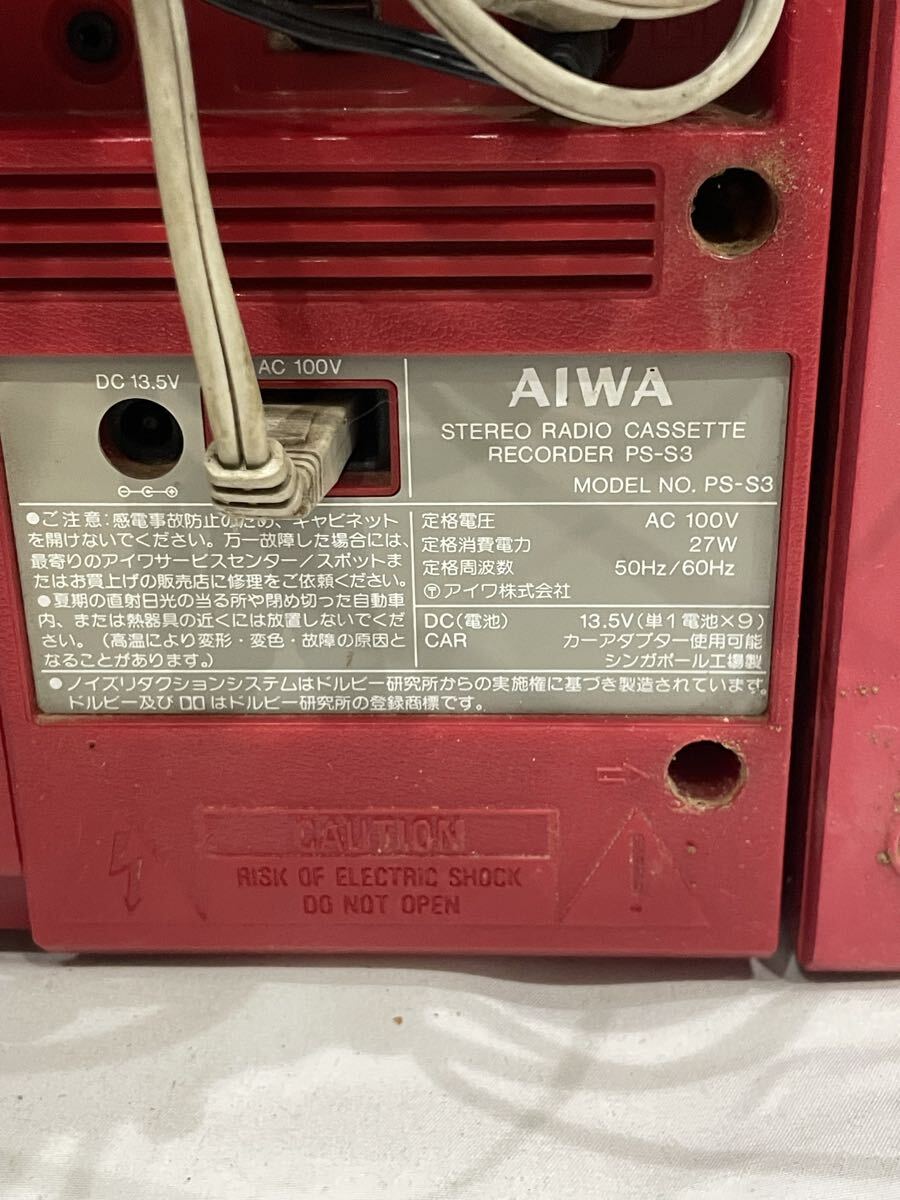 DC 13.5V
AC 100V
AIWA
STEREO RADIO CASSETTE
RECORDER PS-S3
MODEL NO. PS-S3
●ご注意:感電事故防止のため、キャビネット
を開けないでください。万一故障した場合には、
最寄りのアイワサービスセンター/スポットま
たはお買上げの販売店に修理をご依頼ください。
●夏期の直射日光の当る所や閉め切った自動車
内、または熱器具の近くには放置しないでくだ
さい。(高温により変形・変色・故障の原因と
なることがあります。)
定格電圧 AC 100V
定格消費電力 27W
定格周波数 50Hz/60Hz
〒アイワ株式会社
DC(電池) 13.5V(単1電池×9)
CAR カーアダプター使用可能
シンガポール工場製
●ノイズリダクションシステムはドルビー研究所からの実施権に基づき製造されています。
ドルビー及びDDはドルビー研究所の登録商標です。
CAUTION
RISK OF ELECTRIC SHOCK
DO NOT OPEN